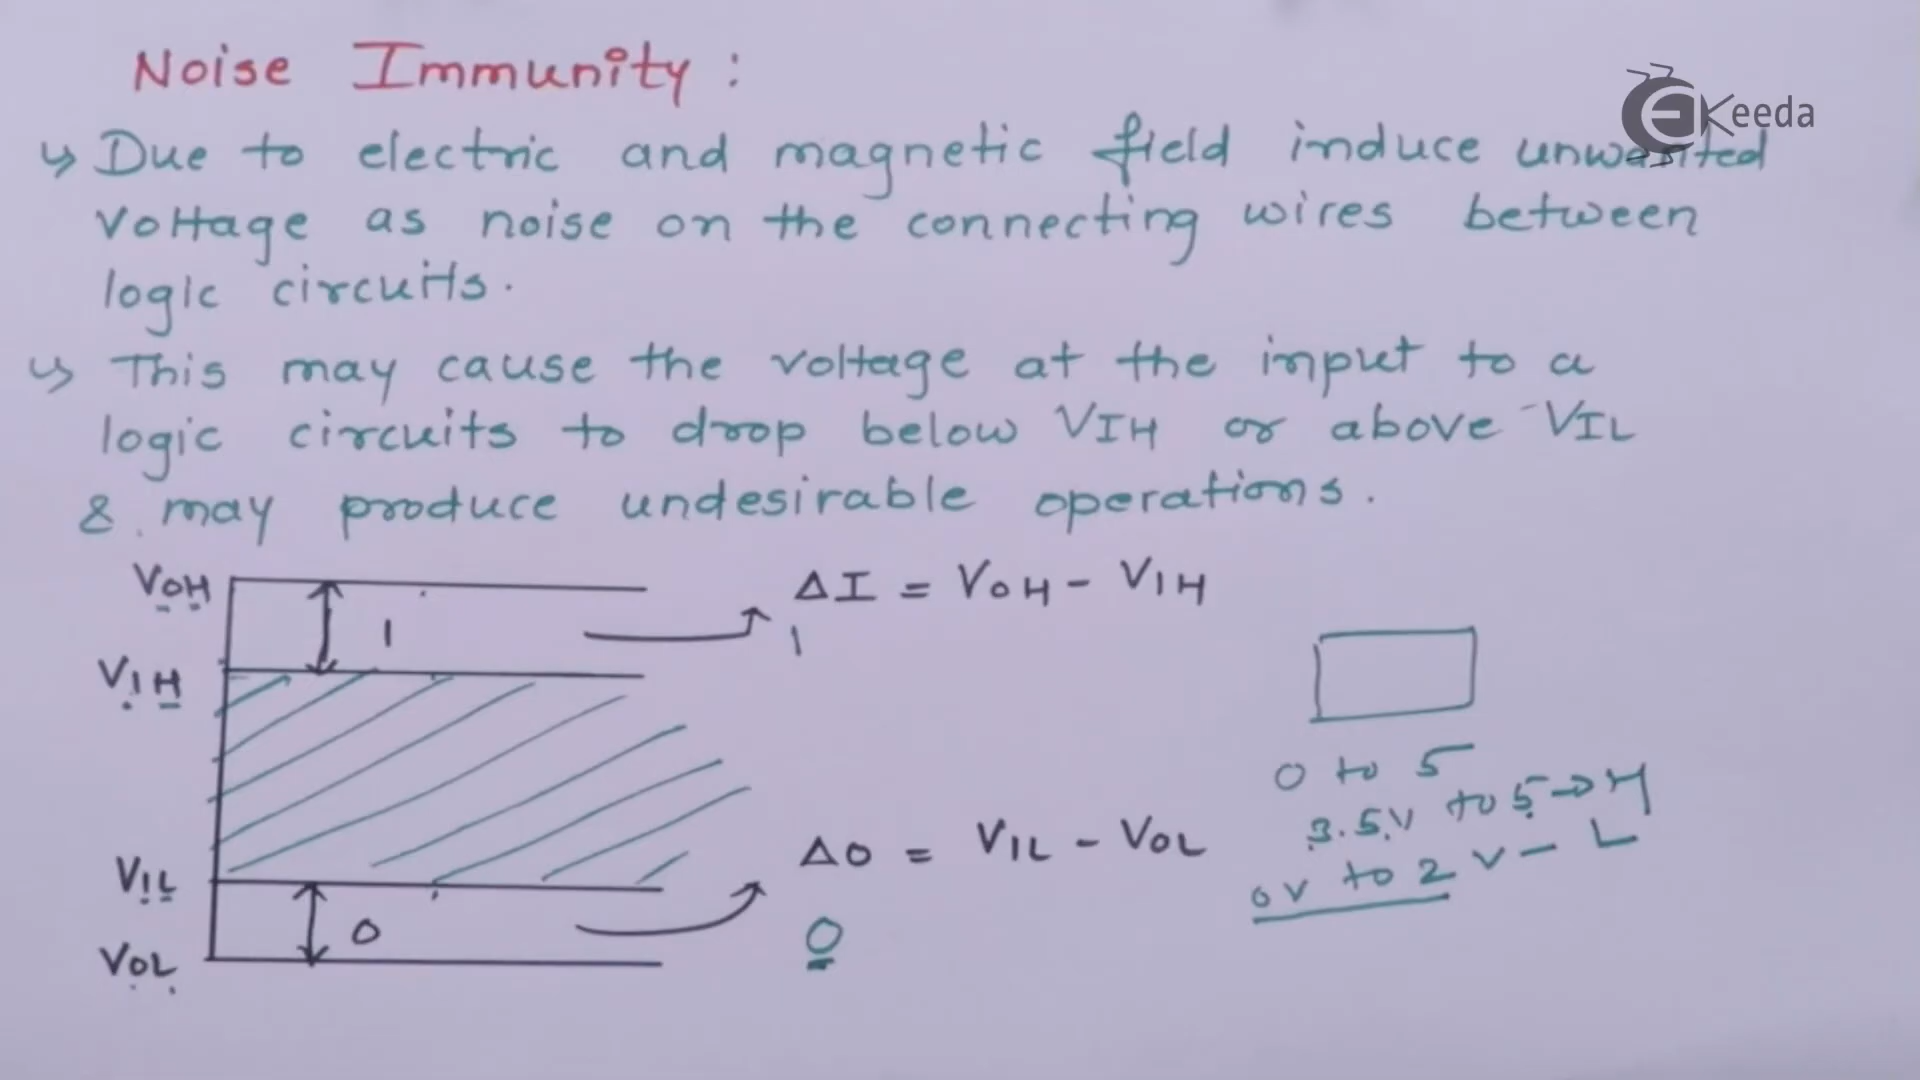 Noise Immunity :
Keeda
↳ Due to electric and magnetic field induce unwanted
voltage as noise on the connecting wires between
logic circuits.
↳ This may cause the voltage at the input to a
logic circuits to drop below VIH or above VIL
& may produce undesirable operations.
VOH
1
ΔI = VOH - VIH
1
VIH
0 to 5
3.5V to 5 → H
0V to 2V - L
VIL
Δ0 = VIL - VOL
0
0
VOL